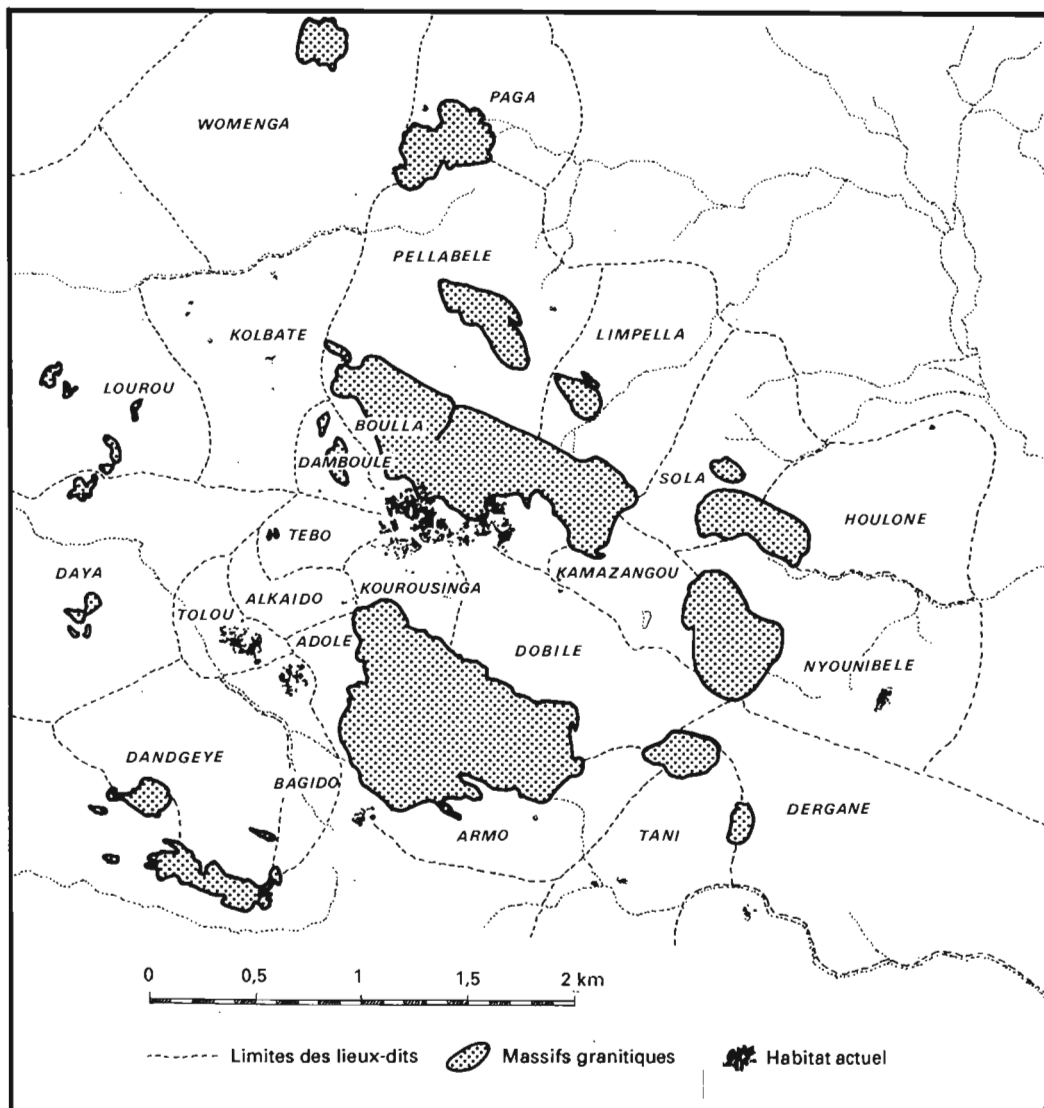 PAGA
WOMENGA
PELLABELE
KOLBATE
LIMPELLA
LOUROU
BOULLA
DAMBOULE
SOLA
HOULONE
TEBO
DAYA
KOUROUSINGA
KAMAZANGOU
ALKAIDO
TOLOU
ADOLE
DOBILE
NYOUNIBELE
DANDGEYE
BAGIDO
ARMO
TANI
DERGANE
0 0,5 1 1,5 2 km
Limites des lieux-dits Massifs granitiques Habitat actuel